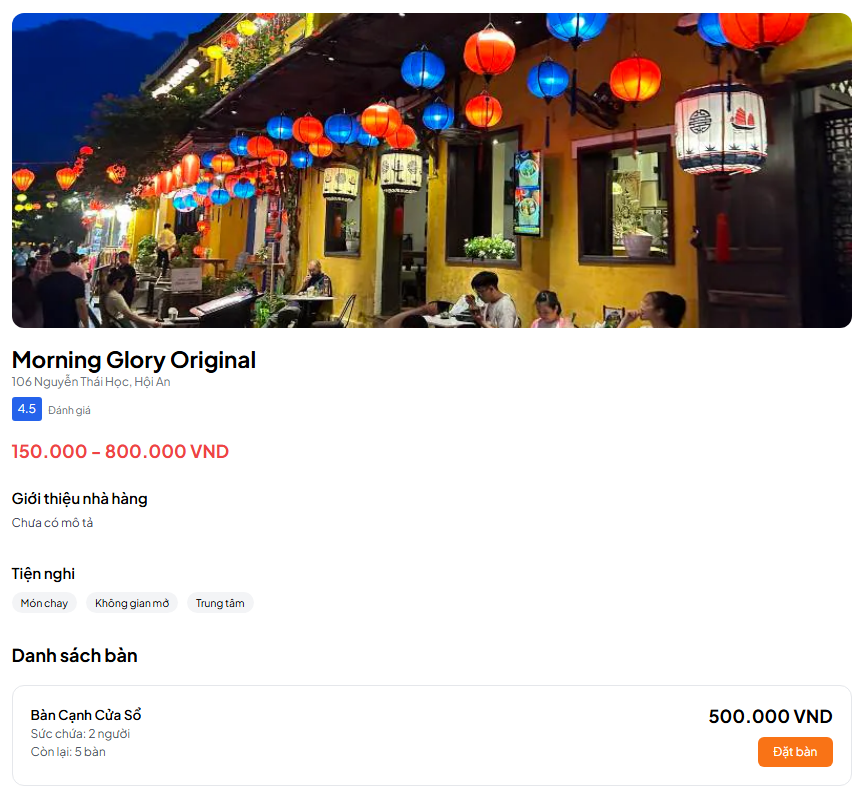 Morning Glory Original
106 Nguyễn Thái Học, Hội An
4.5 Đánh giá
150.000 - 800.000 VND
Giới thiệu nhà hàng
Chưa có mô tả
Tiện nghi
Món chay Không gian mở Trung tâm
Danh sách bàn
Bàn Cạnh Cửa Sổ
500.000 VND
Sức chứa: 2 người
Còn lại: 5 bàn
Đặt bàn